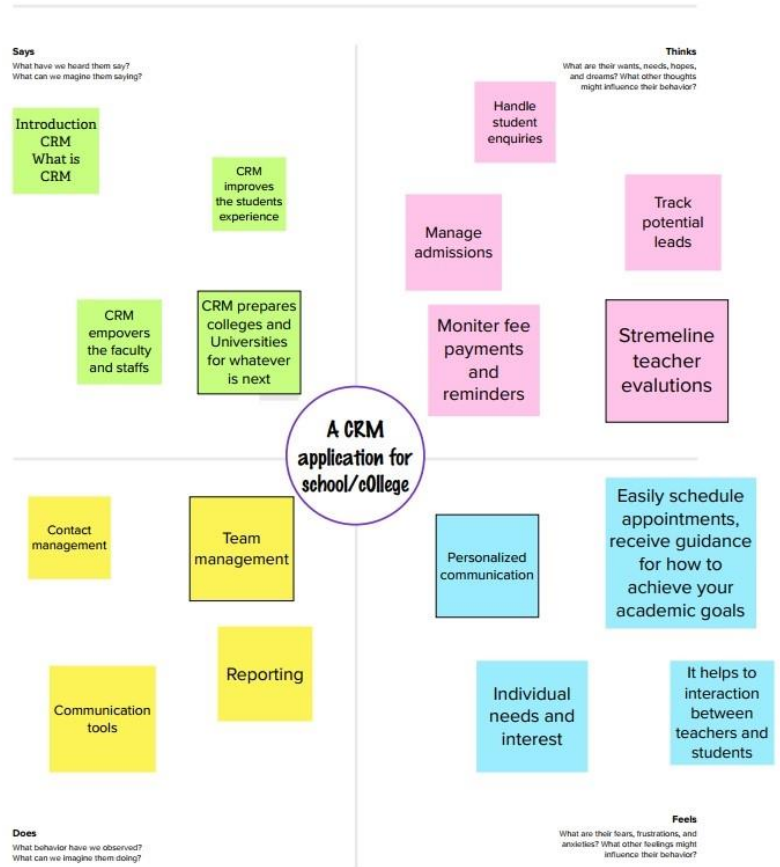 Says
What have we heard them say?
What can we magine them saying?
Introduction
CRM
What is
CRM
CRM
improves
the students
experience
CRM
empovers
the faculty
and staffs
CRM prepares
colleges and
Universities
for whatever
is next
Thinks
What are their wants, needs, hopes,
and dreams? What other thoughts
might influence their behavior?
Handle
student
enquiries
Manage
admissions
Track
potential
leads
Moniter fee
payments
and
reminders
Stremeline
teacher
evalutions
A CRM
application for
school/cOllege
Contact
management
Team
management
Communication
tools
Reporting
Does
What behavior have we observed?
What can we imagine them doing?
Personalized
communication
Easily schedule
appointments,
receive guidance
for how to
achieve your
academic goals
Individual
needs and
interest
It helps to
interaction
between
teachers and
students
Feels
What are their fears, frustrations, and
anxieties? What other feelings might
influence their behavior?